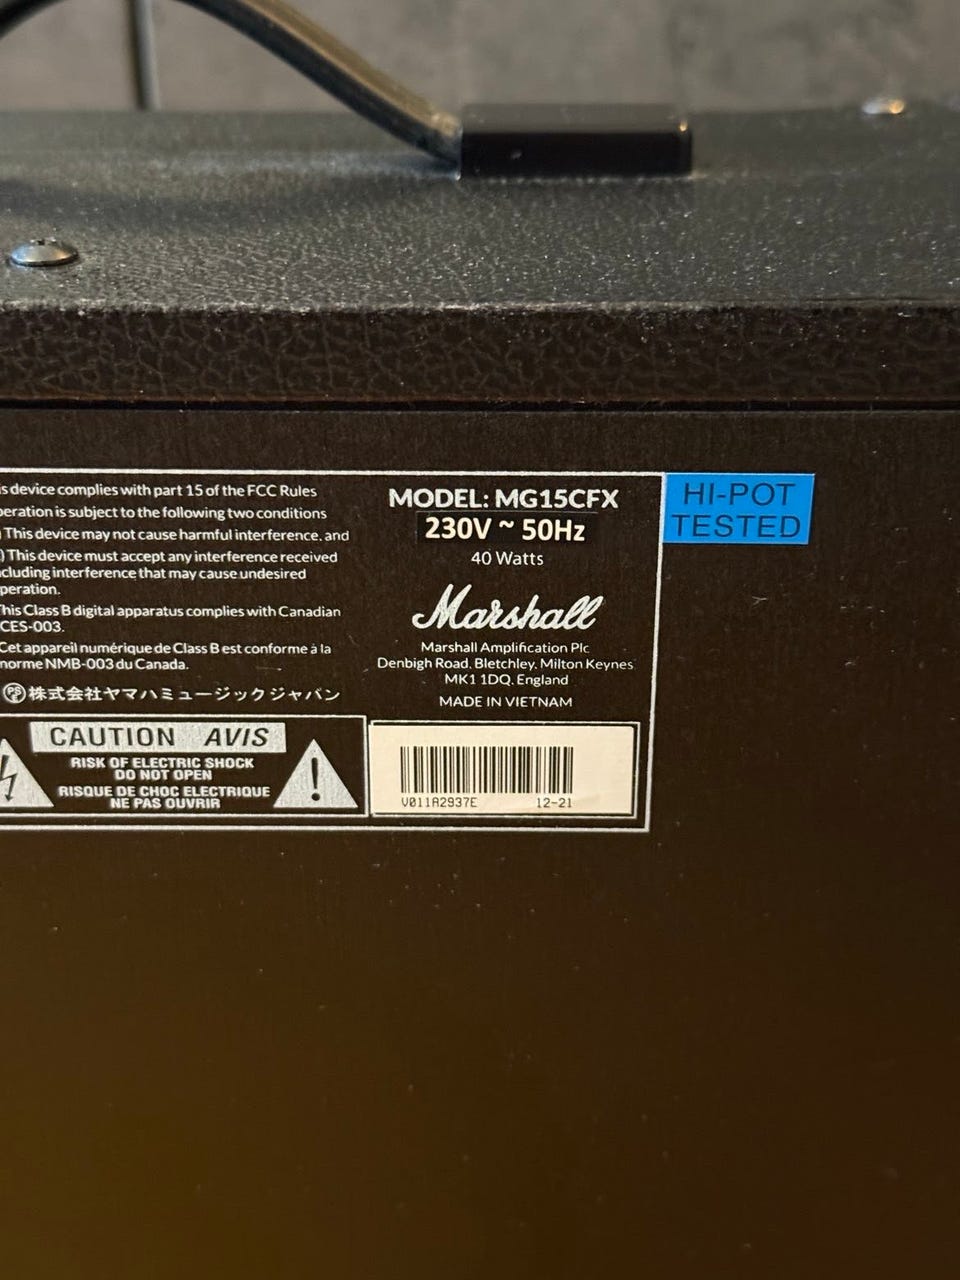 s device complies with part 15 of the FCC Rules
eration is subject to the following two conditions
This device may not cause harmful interference. and
) This device must accept any interference received
cluding interference that may cause undesired
peration.
his Class B digital apparatus complies with Canadian
CES-003.
Cet appareil numérique de Class B est conforme à la
norme NMB-003 du Canada.
PSE 株式会社ヤマハミュージックジャパン
CAUTION AVIS
RISK OF ELECTRIC SHOCK
DO NOT OPEN
RISQUE DE CHOC ELECTRIQUE
NE PAS OUVRIR
MODEL: MG15CFX
230V ~ 50Hz
40 Watts
Marshall
Marshall Amplification Plc
Denbigh Road. Bletchley. Milton Keynes
MK1 1DQ. England
MADE IN VIETNAM
V011A2937E 12-21
HI-POT
TESTED